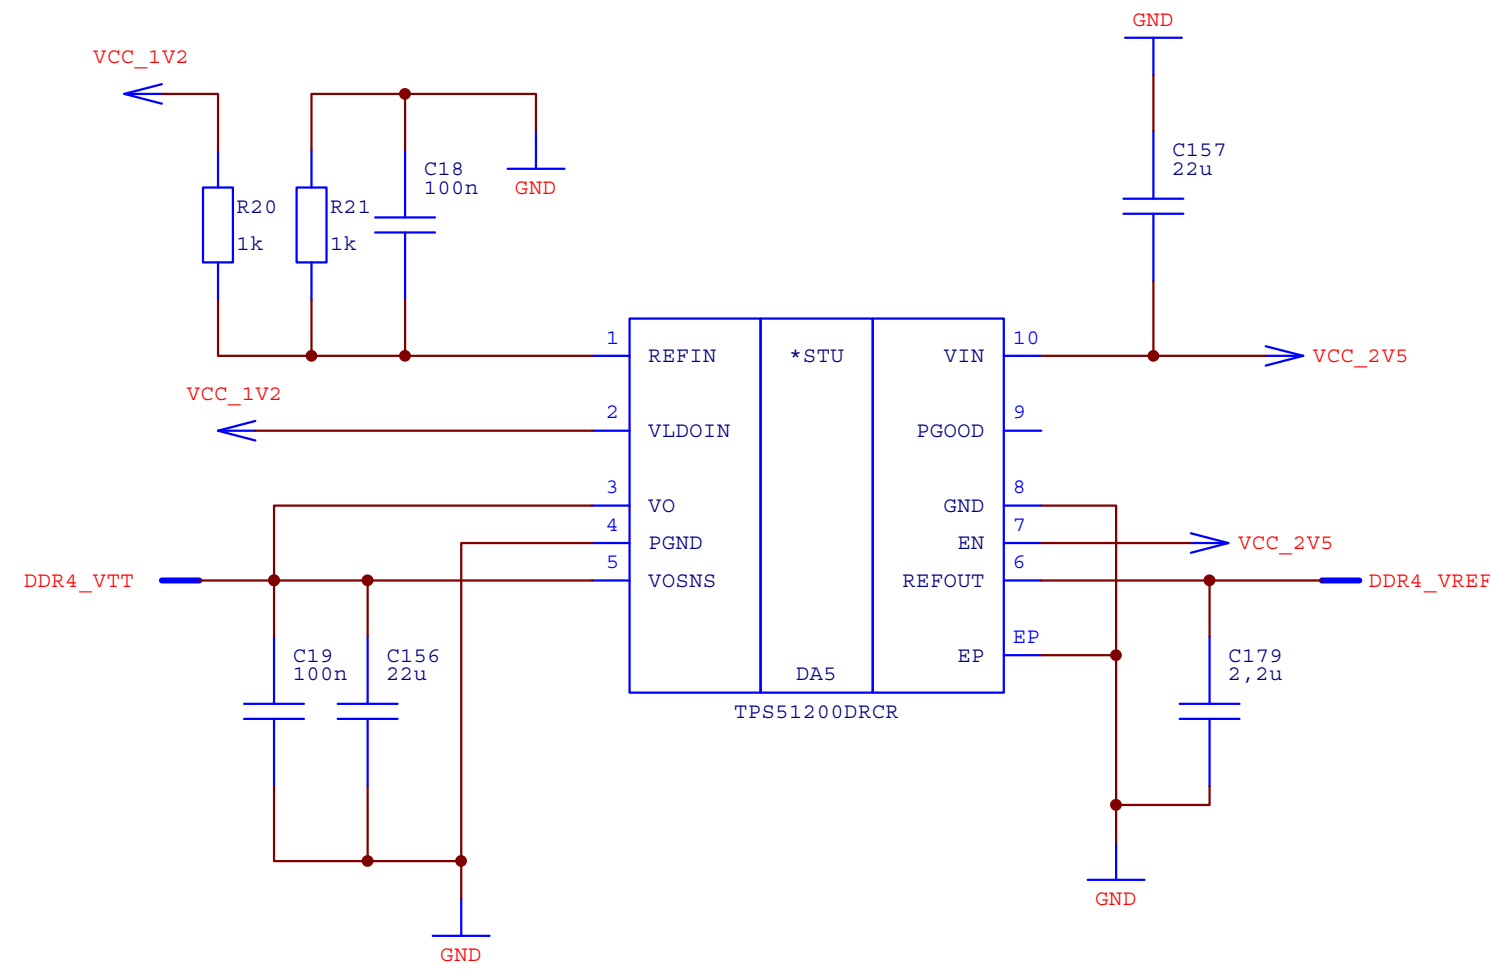 GND
VCC_1V2
C157
22u
C18
100n
GND
R20
1k
R21
1k
1
REFIN
*STU
VIN
10
VCC_2V5
VCC_1V2
2
VLDOIN
PGOOD
9
3
VO
GND
8
4
PGND
EN
7
VCC_2V5
DDR4_VTT
5
VOSNS
REFOUT
6
DDR4_VREF
EP
EP
C19
100n
C156
22u
DA5
C179
2,2u
TPS51200DRCR
GND
GND